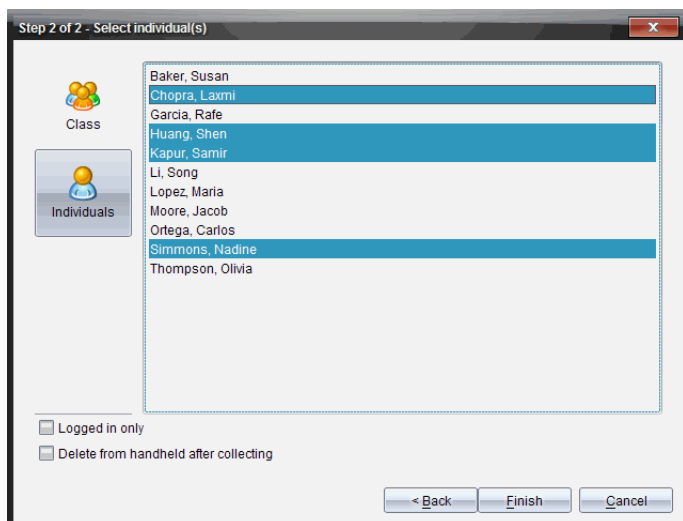 Step 2 of 2 - Select individual(s)
Class
Individuals
Baker, Susan
Chopra, Laxmi
Garcia, Rafe
Huang, Shen
Kapur, Samir
Li, Song
Lopez, Maria
Moore, Jacob
Ortega, Carlos
Simmons, Nadine
Thompson, Olivia
Logged in only
Delete from handheld after collecting
< Back Finish Cancel